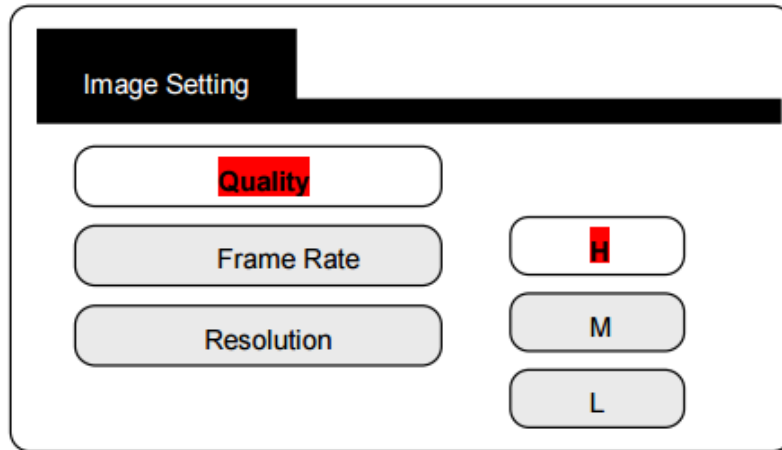 Image Setting
Quality
Frame Rate
Resolution
H
M
L